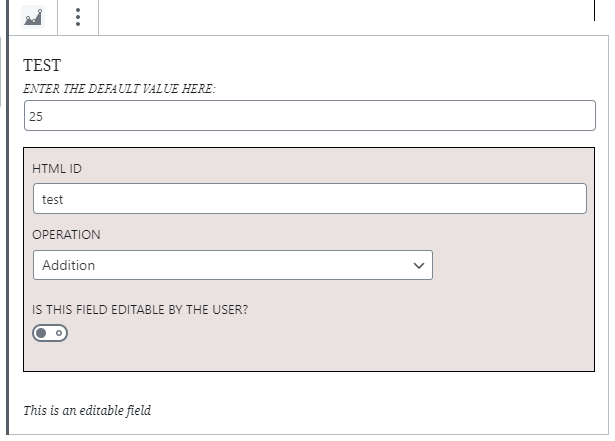 TEST
ENTER THE DEFAULT VALUE HERE:
25
HTML ID
test
OPERATION
Addition
IS THIS FIELD EDITABLE BY THE USER?
This is an editable field